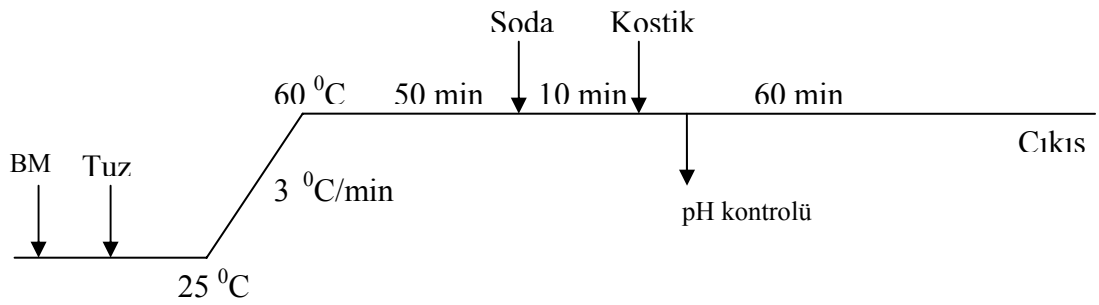 Soda Kostik
60 ⁰C 50 min 10 min 60 min
Çıkış
BM Tuz
3 ⁰C/min
pH kontrolü
25 ⁰C